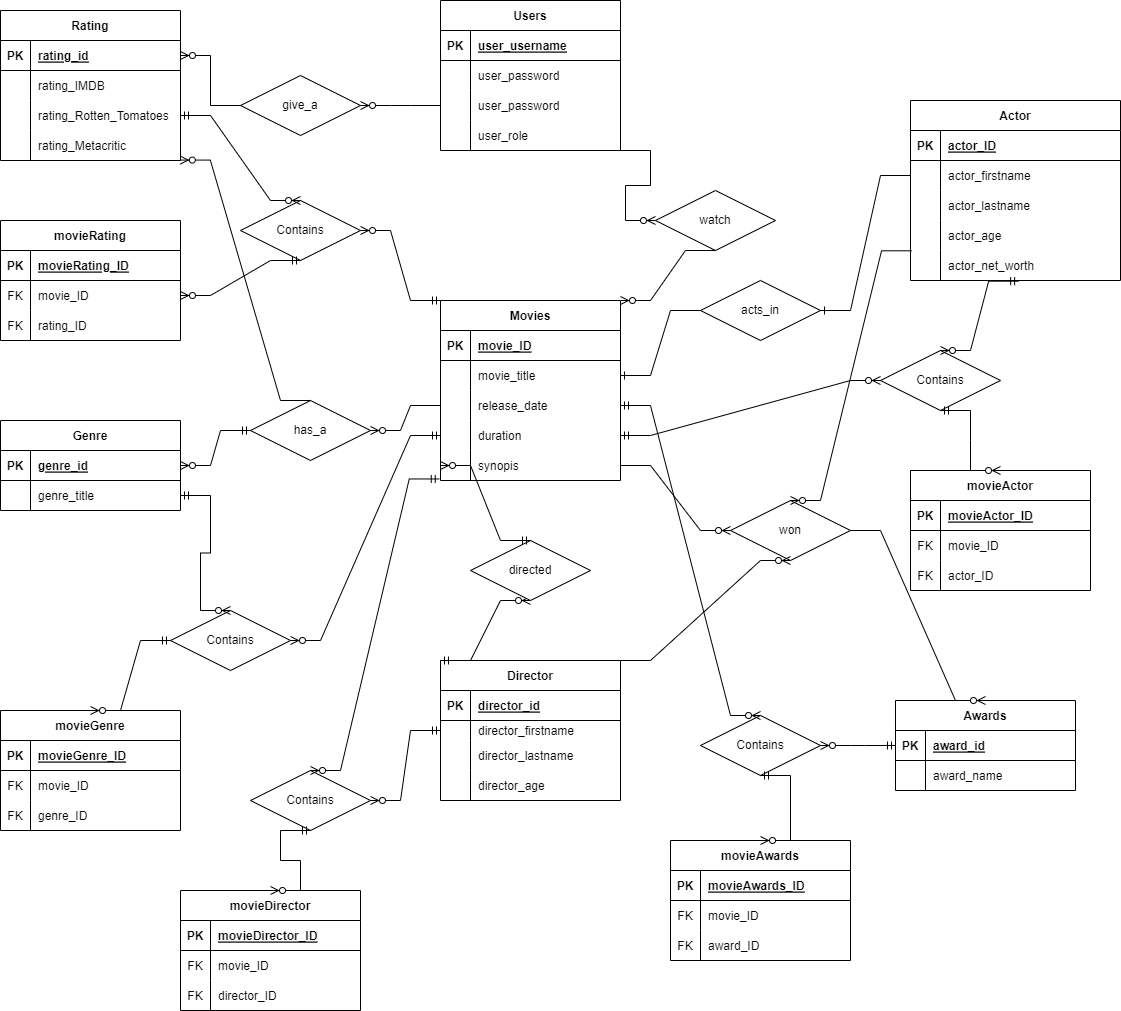 Rating
PK rating_id
rating_IMDB
rating_Rotten_Tomatoes
rating_Metacritic
give_a
Users
PK user_username
user_password
user_password
user_role
Actor
PK actor_ID
actor_firstname
actor_lastname
actor_age
actor_net_worth
movieRating
PK movieRating_ID
FK movie_ID
FK rating_ID
Contains
watch
Movies
PK movie_ID
movie_title
release_date
duration
synopis
acts_in
Contains
Genre
PK genre_id
genre_title
has_a
movieActor
PK movieActor_ID
FK movie_ID
FK actor_ID
won
directed
Contains
Director
PK director_id
director_firstname
director_lastname
director_age
movieGenre
PK movieGenre_ID
FK movie_ID
FK genre_ID
Contains
Contains
Awards
PK award_id
award_name
movieDirector
PK movieDirector_ID
FK movie_ID
FK director_ID
movieAwards
PK movieAwards_ID
FK movie_ID
FK award_ID